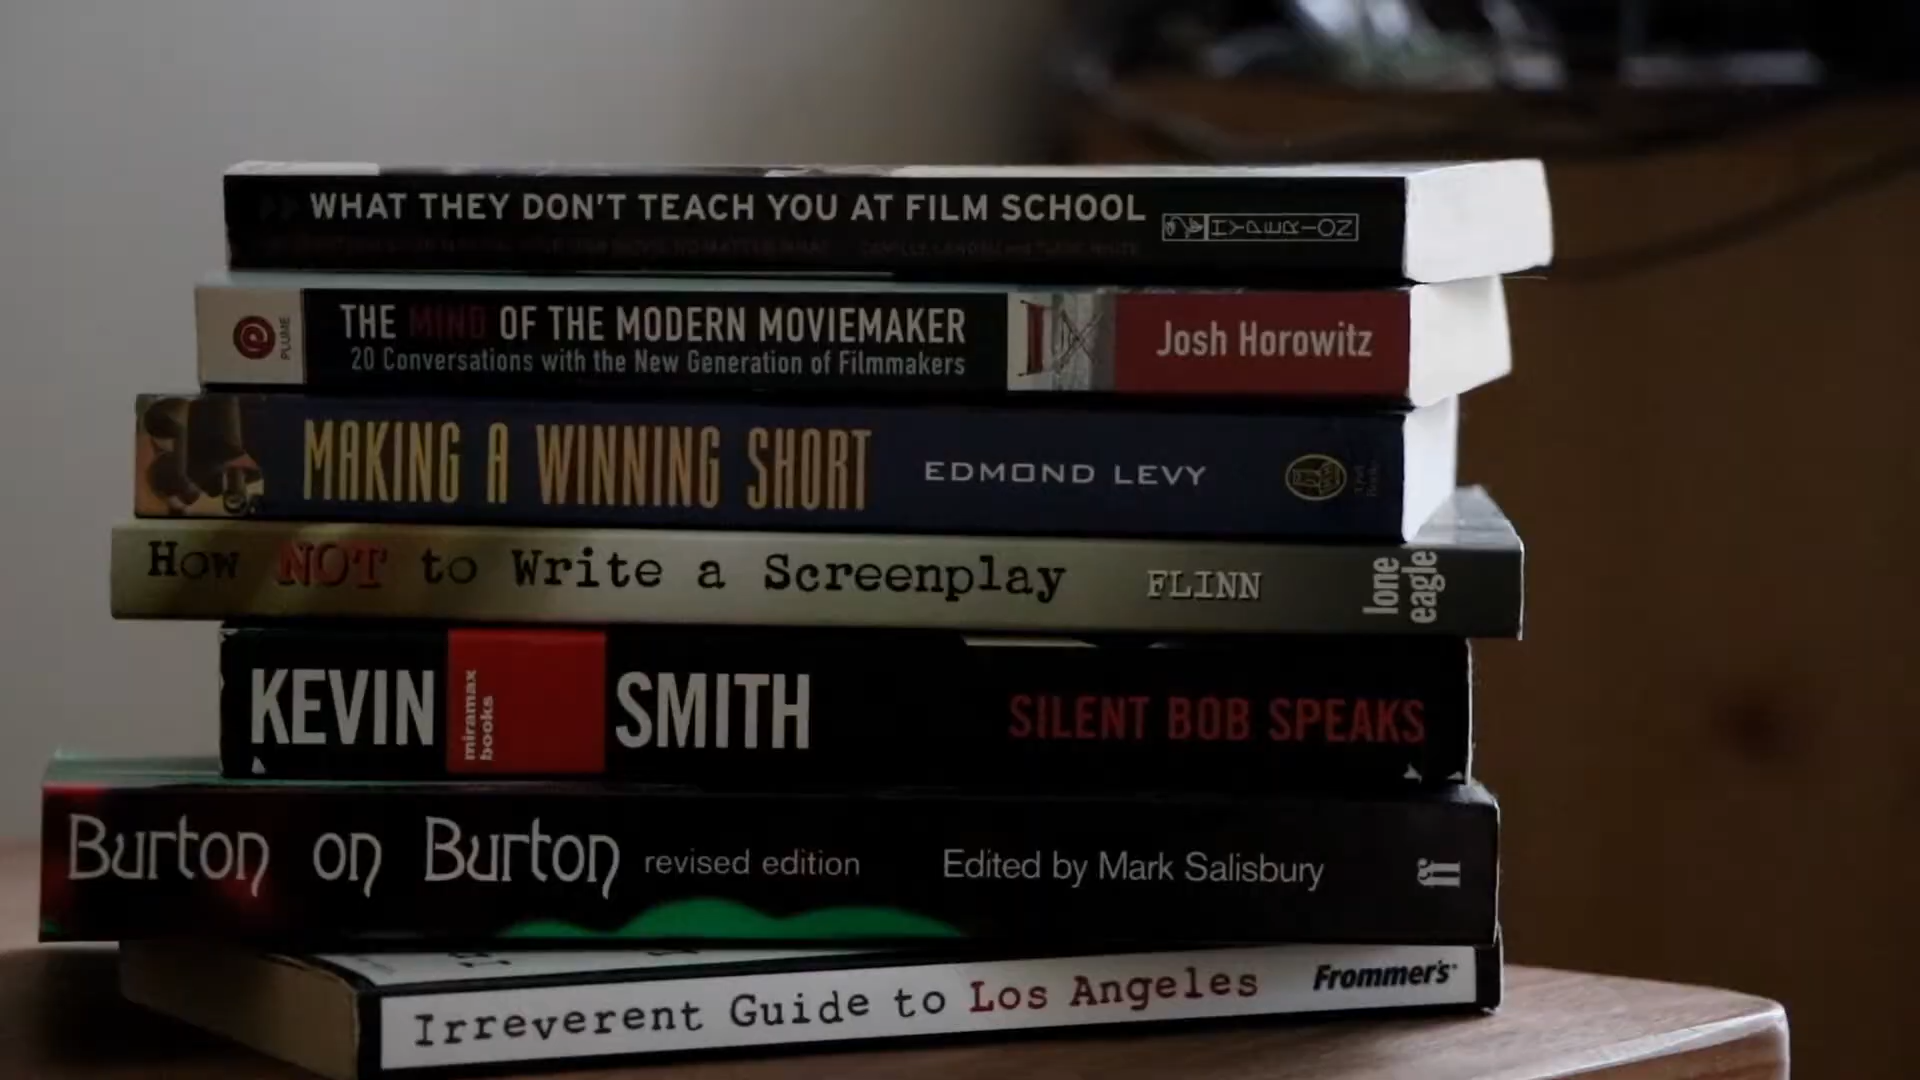 WHAT THEY DON'T TEACH YOU AT FILM SCHOOL
HYPERION
PLUME
THE MIND OF THE MODERN MOVIEMAKER
20 Conversations with the New Generation of Filmmakers
Josh Horowitz
MAKING A WINNING SHORT
EDMOND LEVY
How NOT to Write a Screenplay
FLINN
lone
eagle
KEVIN
miramax
books
SMITH
SILENT BOB SPEAKS
Burton on Burton
revised edition
Edited by Mark Salisbury
ff
Irreverent Guide to Los Angeles
Frommer's